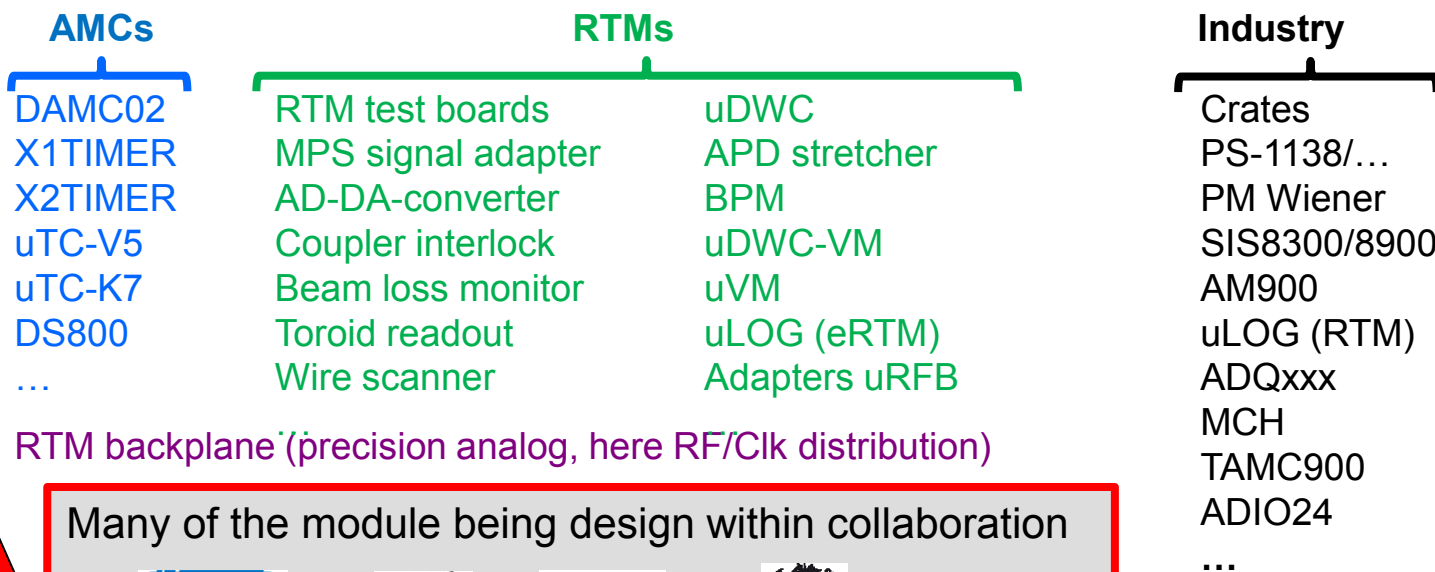 AMCs
DAMC02
X1TIMER
X2TIMER
uTC-V5
uTC-K7
DS800
…
RTMs
RTM test boards
MPS signal adapter
AD-DA-converter
Coupler interlock
Beam loss monitor
Toroid readout
Wire scanner
…
uDWC
APD stretcher
BPM
uDWC-VM
uVM
uLOG (eRTM)
Adapters uRFB
…
RTM backplane (precision analog, here RF/Clk distribution)
Many of the module being design within collaboration
Industry
Crates
PS-1138/…
PM Wiener
SIS8300/8900
AM900
uLOG (RTM)
ADQxxx
MCH
TAMC900
ADIO24
…